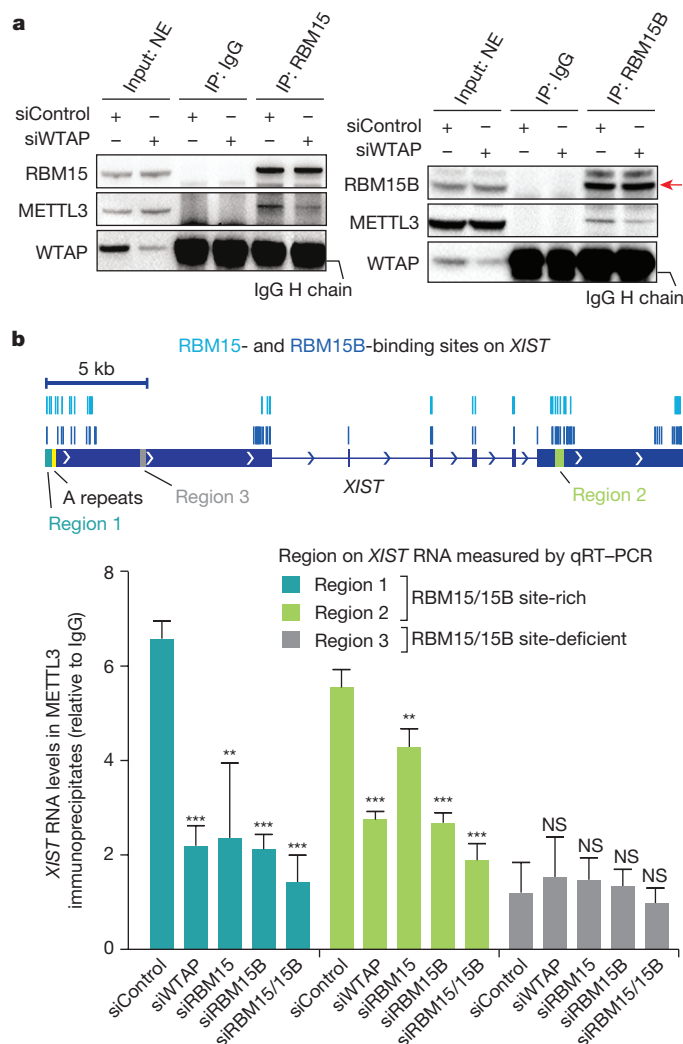 a
Input: NE
IP: IgG
IP: RBM15
siControl + – + – + –
siWTAP – + – + – +
RBM15
METTL3
WTAP
IgG H chain
Input: NE
IP: IgG
IP: RBM15B
siControl + – + – + –
siWTAP – + – + – +
RBM15B
METTL3
WTAP
IgG H chain
b
RBM15- and RBM15B-binding sites on XIST
5 kb
A repeats
Region 1
Region 3
XIST
Region 2
Region on XIST RNA measured by qRT–PCR
Region 1
Region 2
RBM15/15B site-rich
Region 3
RBM15/15B site-deficient
XIST RNA levels in METTL3
immunoprecipitates (relative to IgG)
8
6
4
2
0
*** ** *** ***
** *** *** ***
NS NS NS NS
siControl
siWTAP
siRBM15
siRBM15B
siRBM15/15B
siControl
siWTAP
siRBM15
siRBM15B
siRBM15/15B
siControl
siWTAP
siRBM15
siRBM15B
siRBM15/15B